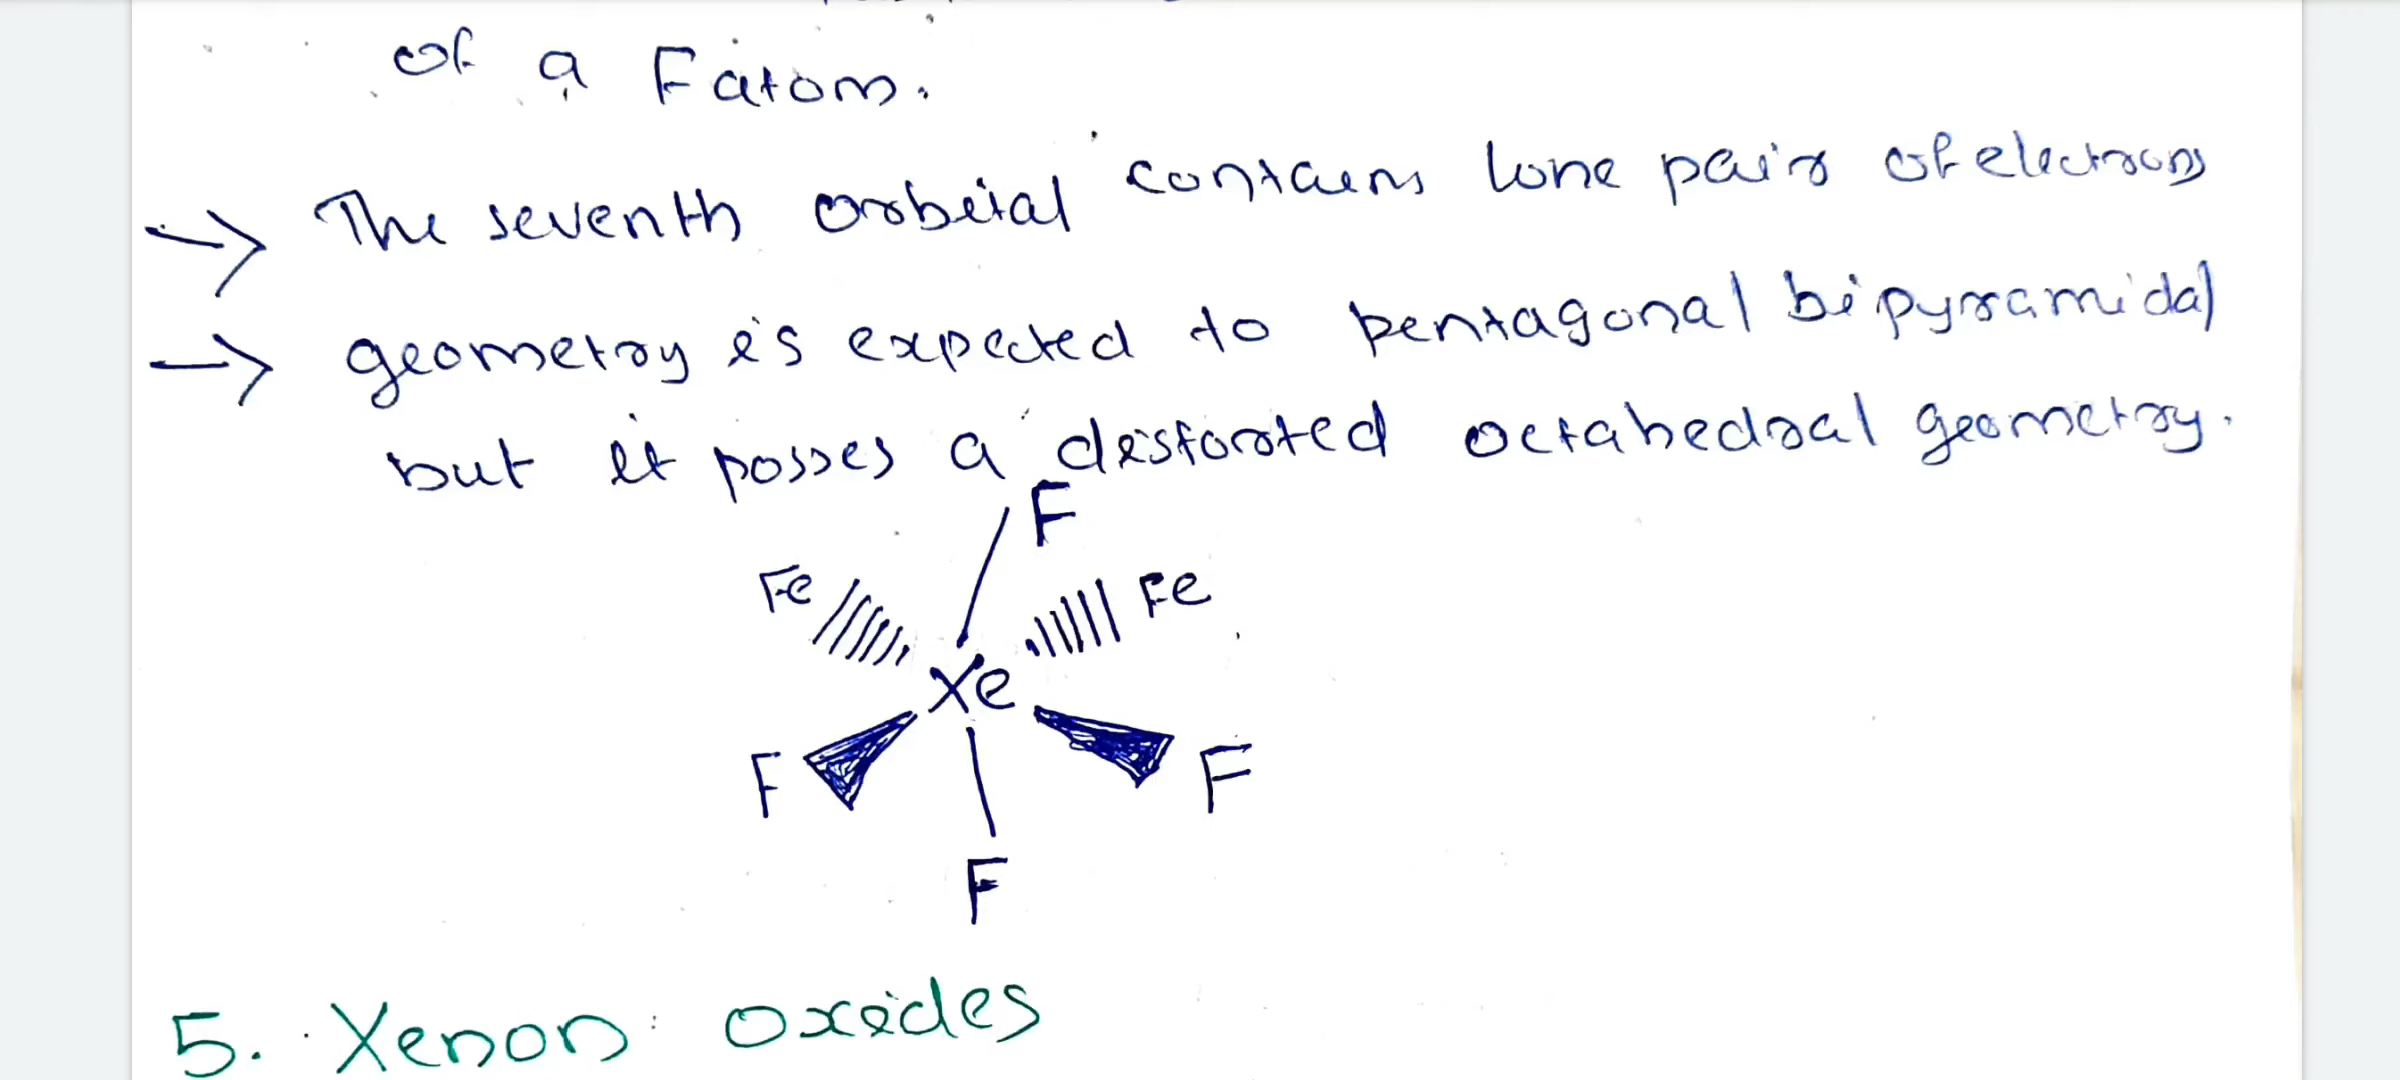 of a F atom.
→ The seventh orbeital contains lone pair of electrons
→ geometry is expected to pentagonal bipyramidal
but it posses a distorted octahedral geometry.
F
Fe Fe
Xe
F F
F
5. Xenon oxides